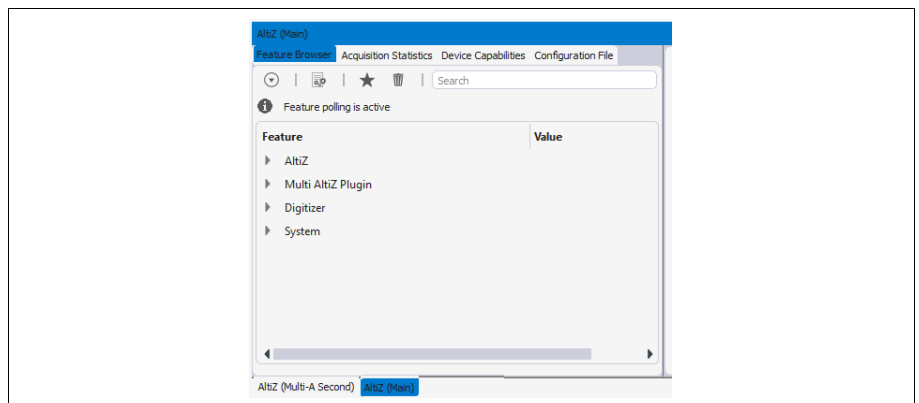 AltiZ (Main)
Feature Browser Acquisition Statistics Device Capabilities Configuration File
Search
Feature polling is active
Feature Value
AltiZ
Multi AltiZ Plugin
Digitizer
System
AltiZ (Multi-A Second) AltiZ (Main)